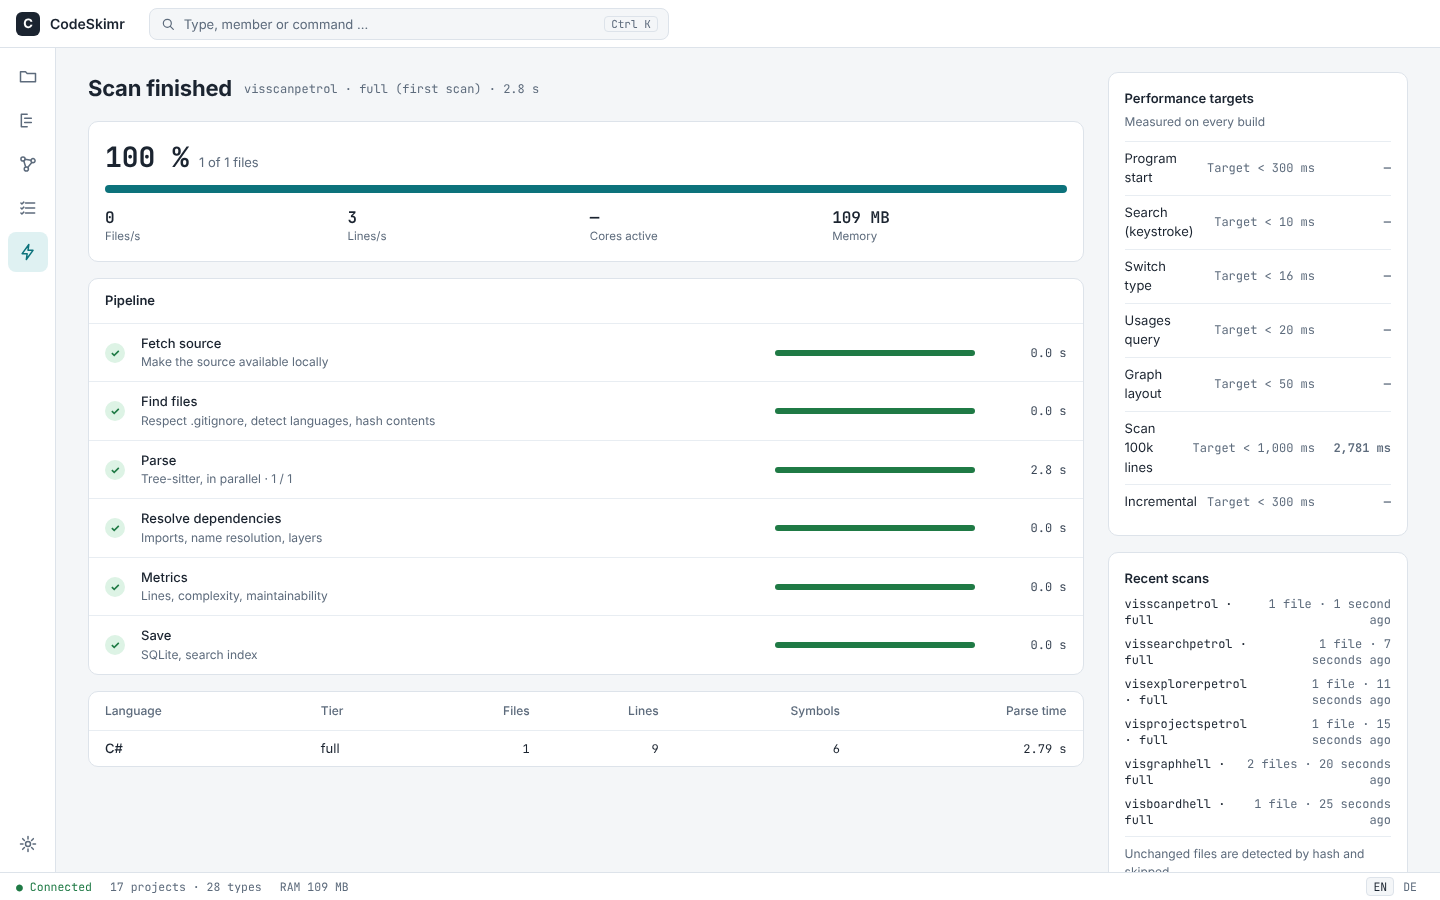 C CodeSkimr
Type, member or command ...
Ctrl K
Scan finished visscanpetrol · full (first scan) · 2.8 s
100 % 1 of 1 files
0
Files/s
3
Lines/s
—
Cores active
109 MB
Memory
Pipeline
Fetch source
Make the source available locally
0.0 s
Find files
Respect .gitignore, detect languages, hash contents
0.0 s
Parse
Tree-sitter, in parallel · 1 / 1
2.8 s
Resolve dependencies
Imports, name resolution, layers
0.0 s
Metrics
Lines, complexity, maintainability
0.0 s
Save
SQLite, search index
0.0 s
Language Tier Files Lines Symbols Parse time
C# full 1 9 6 2.79 s
Performance targets
Measured on every build
Program
start
Target < 300 ms —
Search
(keystroke)
Target < 10 ms —
Switch
type
Target < 16 ms —
Usages
query
Target < 20 ms —
Graph
layout
Target < 50 ms —
Scan
100k
lines
Target < 1,000 ms 2,781 ms
Incremental Target < 300 ms —
Recent scans
visscanpetrol ·
full
1 file · 1 second
ago
vissearchpetrol ·
full
1 file · 7
seconds ago
visexplorerpetrol
· full
1 file · 11
seconds ago
visprojectspetrol
· full
1 file · 15
seconds ago
visgraphhell ·
full
2 files · 20 seconds
ago
visboardhell ·
full
1 file · 25 seconds
ago
Unchanged files are detected by hash and
skipped
● Connected 17 projects · 28 types RAM 109 MB
EN DE